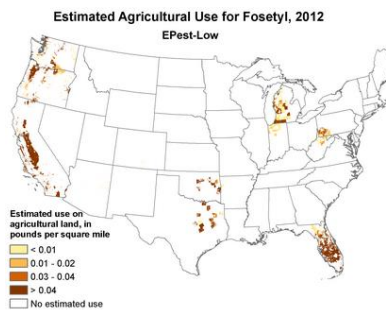 Estimated Agricultural Use for Fosetyl, 2012
EPest-Low
Estimated use on
agricultural land, in
pounds per square mile
< 0.01
0.01 - 0.02
0.03 - 0.04
> 0.04
No estimated use